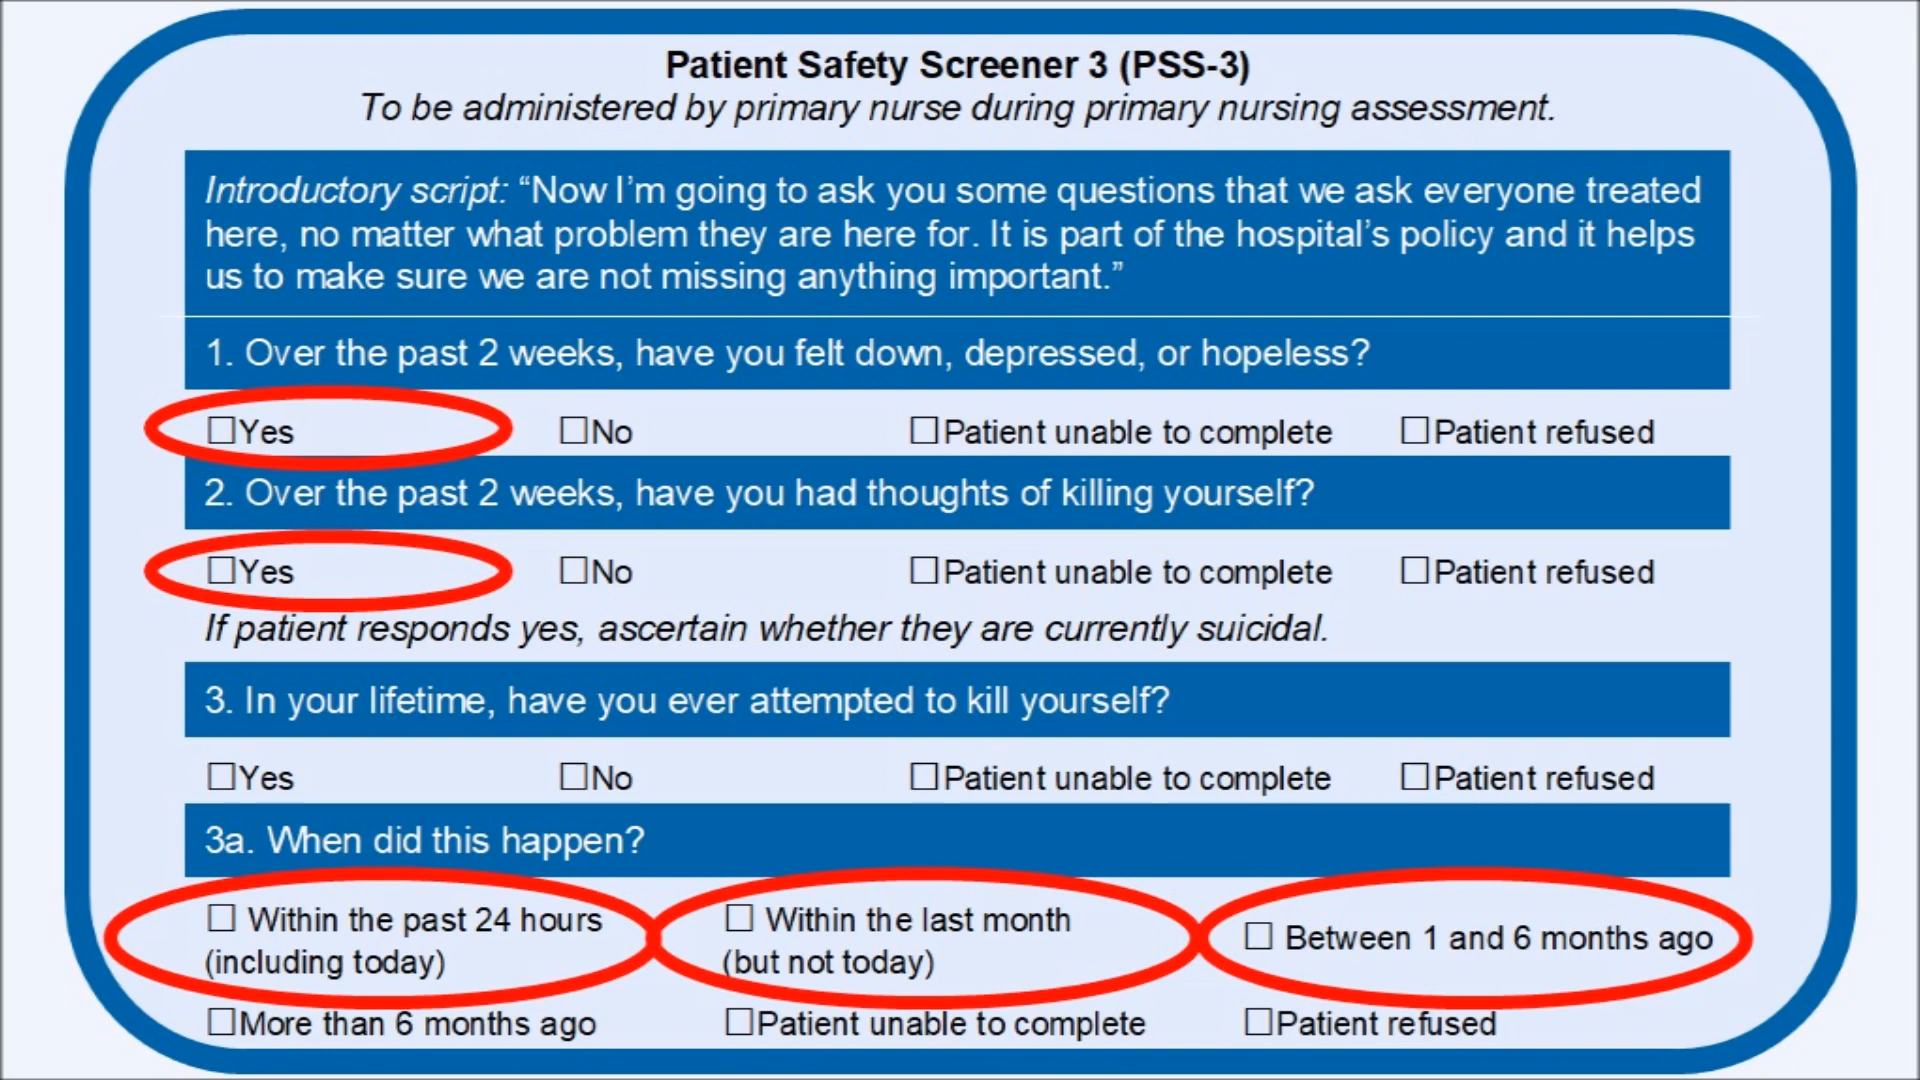 Patient Safety Screener 3 (PSS-3)
To be administered by primary nurse during primary nursing assessment.
Introductory script: “Now I’m going to ask you some questions that we ask everyone treated
here, no matter what problem they are here for. It is part of the hospital’s policy and it helps
us to make sure we are not missing anything important.”
1. Over the past 2 weeks, have you felt down, depressed, or hopeless?
☐Yes ☐No ☐Patient unable to complete ☐Patient refused
2. Over the past 2 weeks, have you had thoughts of killing yourself?
☐Yes ☐No ☐Patient unable to complete ☐Patient refused
If patient responds yes, ascertain whether they are currently suicidal.
3. In your lifetime, have you ever attempted to kill yourself?
☐Yes ☐No ☐Patient unable to complete ☐Patient refused
3a. When did this happen?
☐ Within the past 24 hours
(including today)
☐ Within the last month
(but not today)
☐ Between 1 and 6 months ago
☐More than 6 months ago ☐Patient unable to complete ☐Patient refused